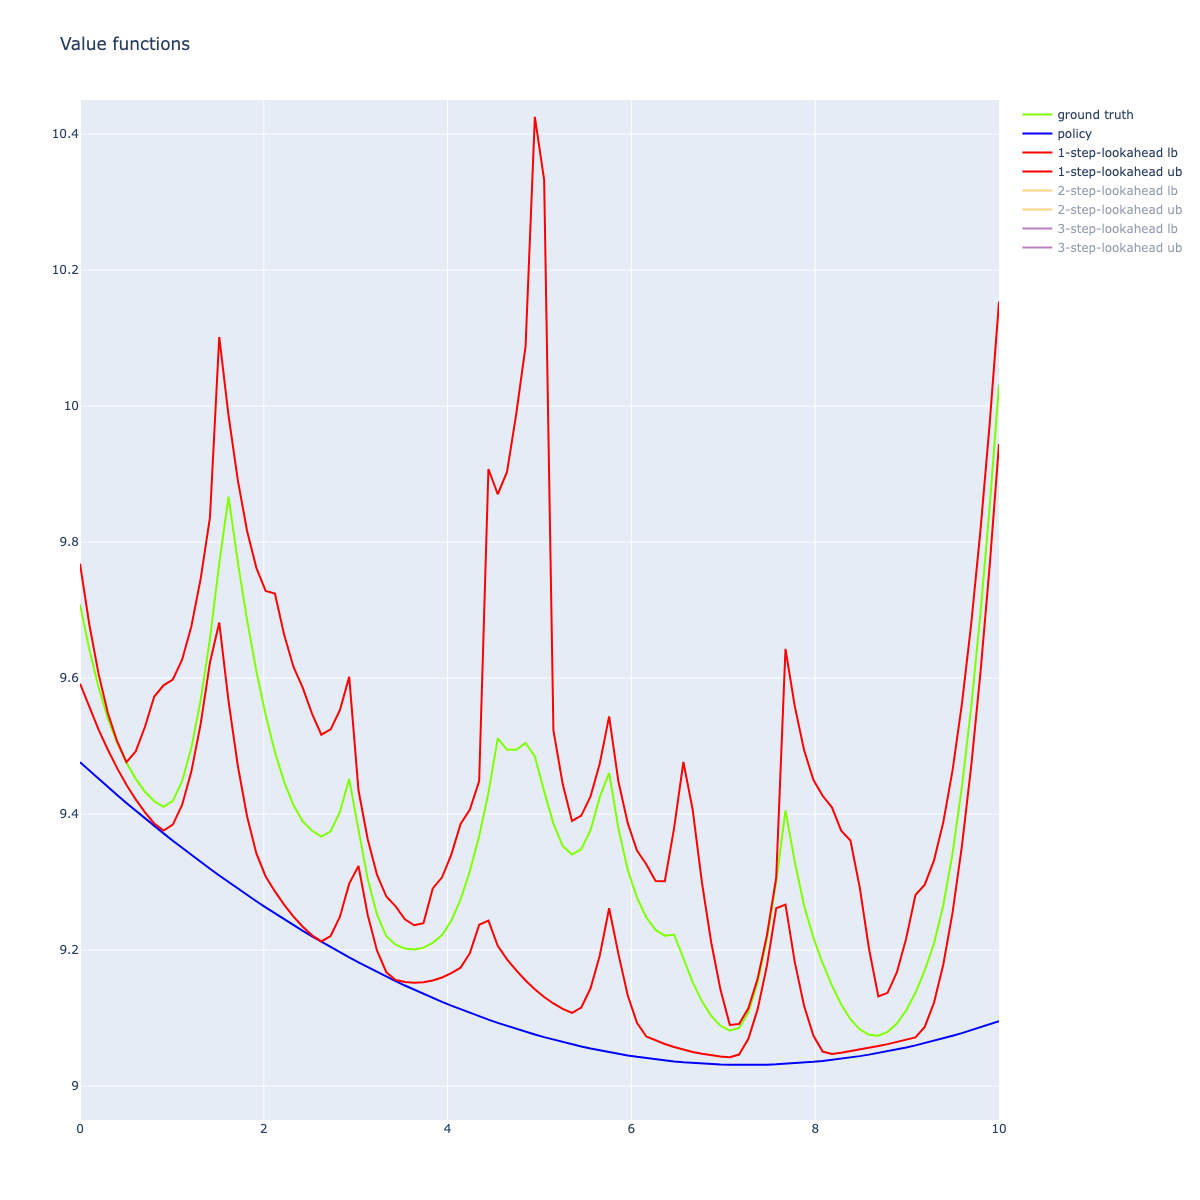 Value functions
ground truth
policy
1-step-lookahead lb
1-step-lookahead ub
2-step-lookahead lb
2-step-lookahead ub
3-step-lookahead lb
3-step-lookahead ub
10.4
10.2
10
9.8
9.6
9.4
9.2
9
0 2 4 6 8 10